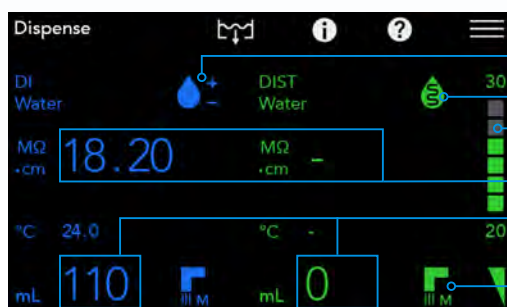 Dispense i ?
DI Water DIST Water 30
MΩ·cm 18.20 MΩ·cm -
°C 24.0 °C - 20
mL 110 M mL 0 M